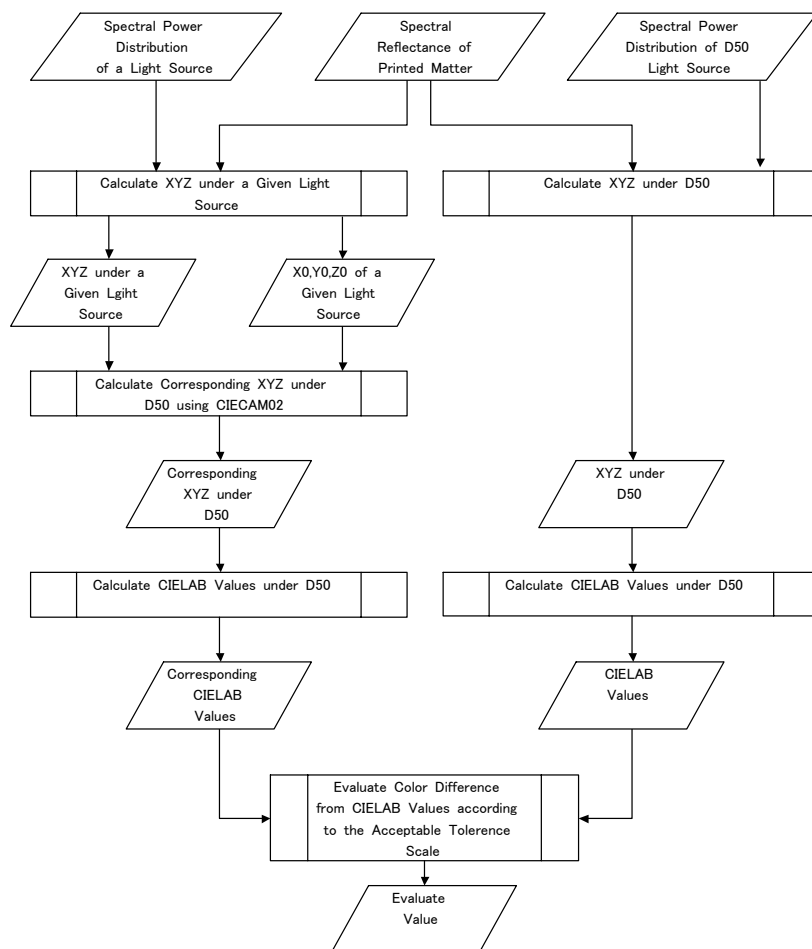 Spectral Power
Distribution
of a Light Source
Spectral
Reflectance of
Printed Matter
Spectral Power
Distribution of D50
Light Source
Calculate XYZ under a Given Light
Source
Calculate XYZ under D50
XYZ under a
Given Lgiht
Source
X0,Y0,Z0 of a
Given Light
Source
Calculate Corresponding XYZ under
D50 using CIECAM02
Corresponding
XYZ under
D50
XYZ under
D50
Calculate CIELAB Values under D50
Calculate CIELAB Values under D50
Corresponding
CIELAB
Values
CIELAB
Values
Evaluate Color Difference
from CIELAB Values according
to the Acceptable Tolerence
Scale
Evaluate
Value